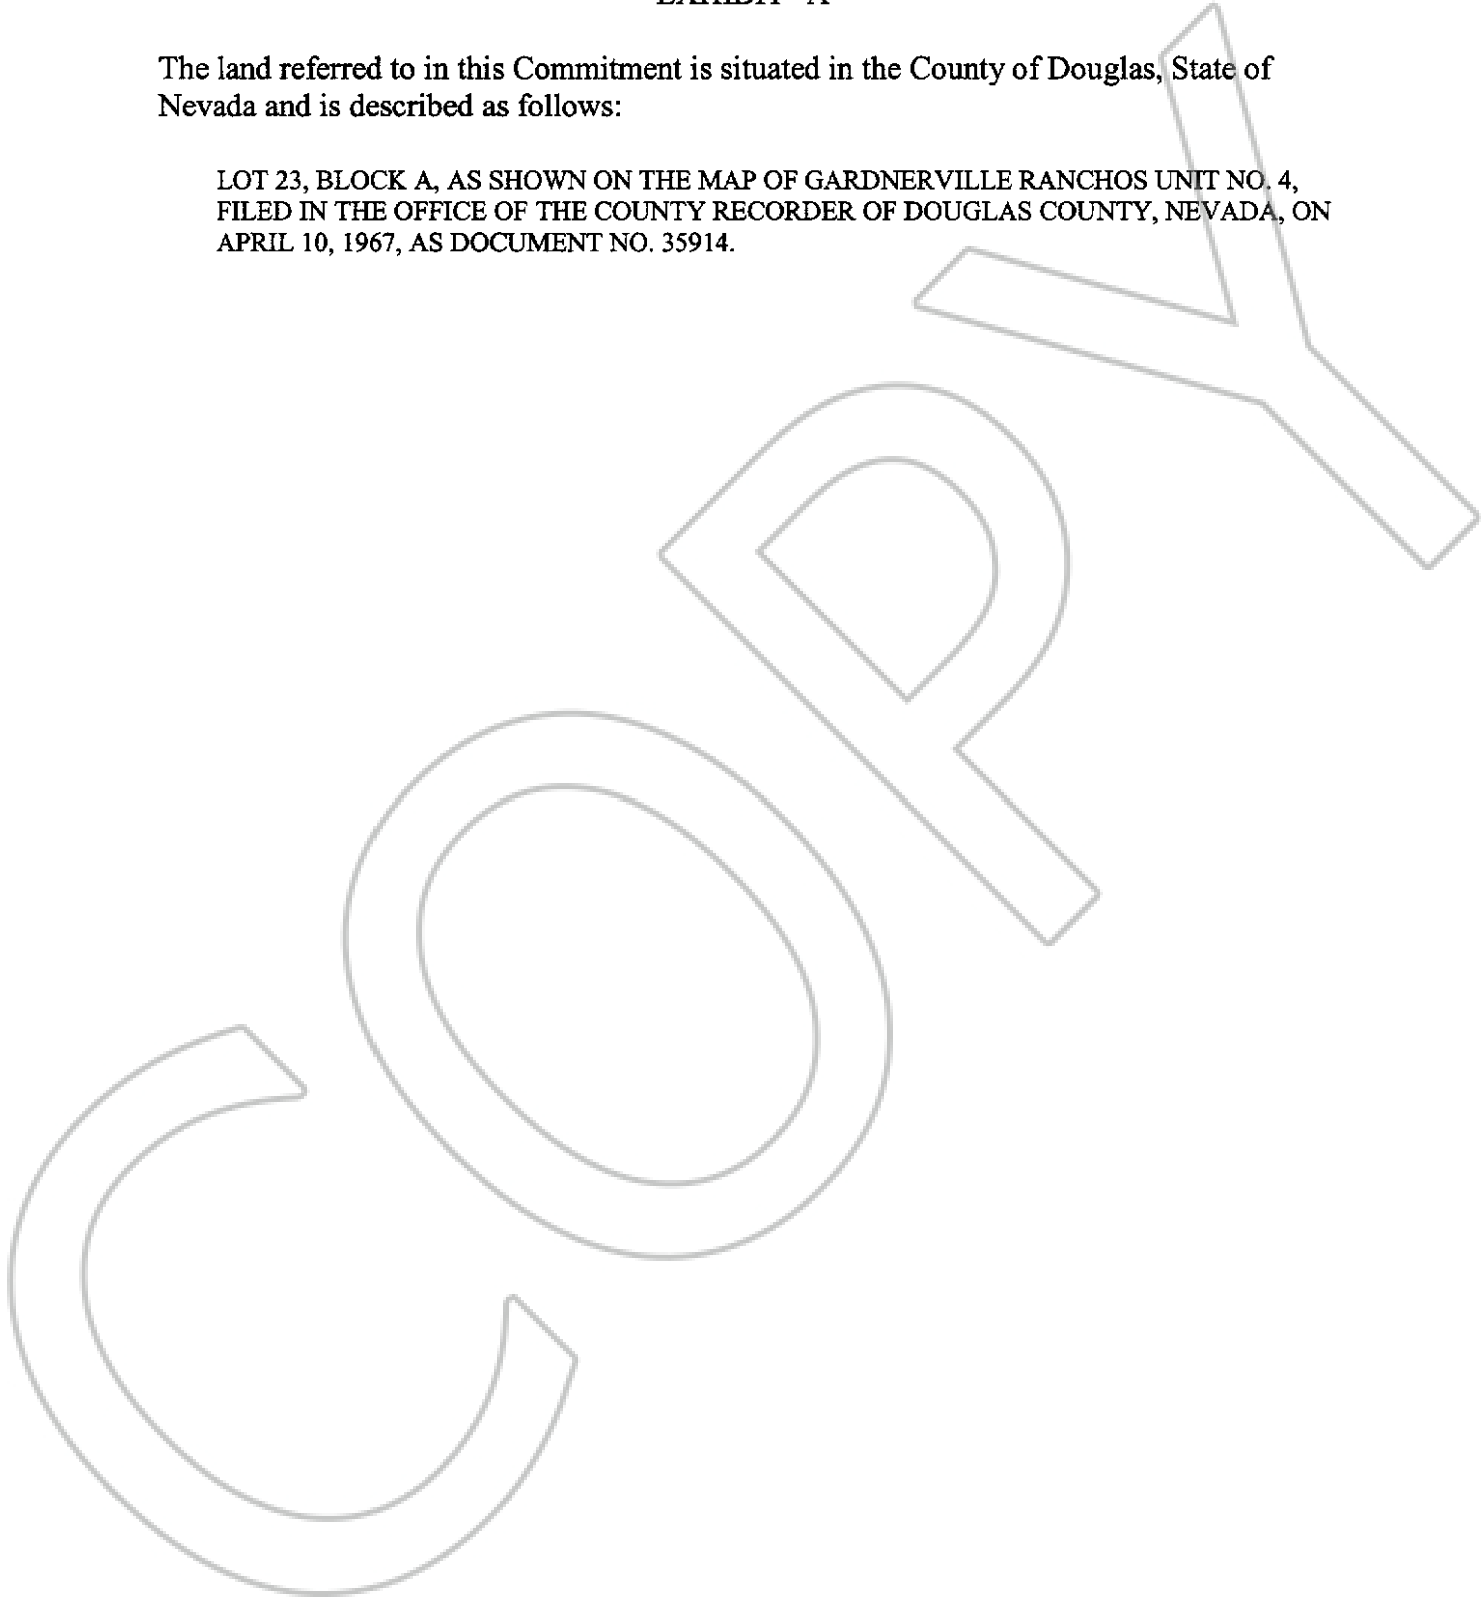 The land referred to in this Commitment is situated in the County of Douglas, State of
Nevada and is described as follows:
LOT 23, BLOCK A, AS SHOWN ON THE MAP OF GARDNERVILLE RANCHOS UNIT NO. 4,
FILED IN THE OFFICE OF THE COUNTY RECORDER OF DOUGLAS COUNTY, NEVADA, ON
APRIL 10, 1967, AS DOCUMENT NO. 35914.
COPY